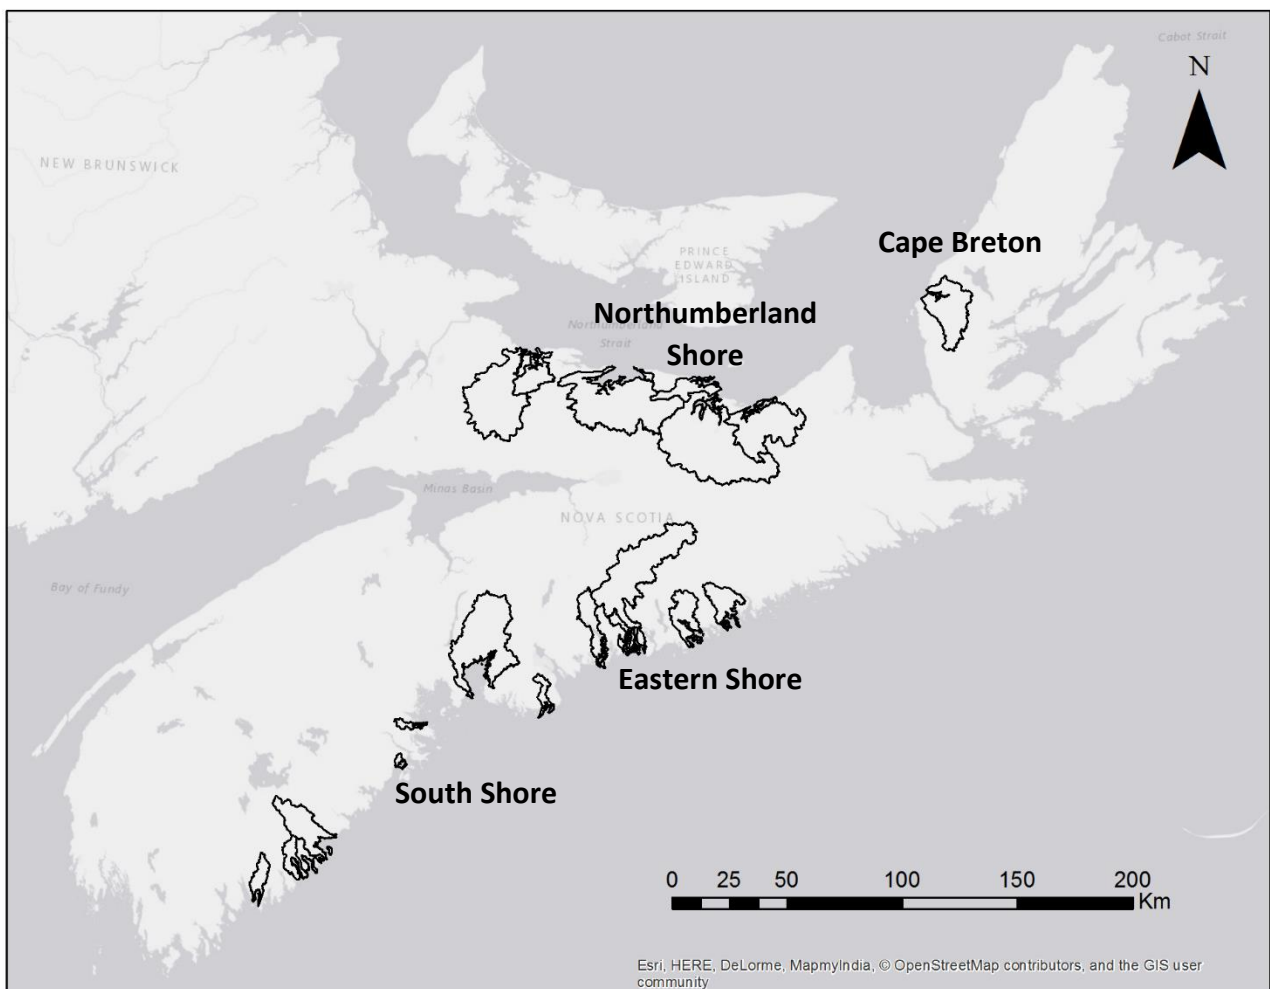 Cabot Strait
N
NEW BRUNSWICK
Cape Breton
PRINCE
EDWARD
ISLAND
Northumberland
Shore
Northumberland
Strait
Minas Basin
NOVA SCOTIA
Bay of Fundy
Eastern Shore
South Shore
0 25 50 100 150 200
Km
Esri, HERE, DeLorme, MapmyIndia, © OpenStreetMap contributors, and the GIS user
community